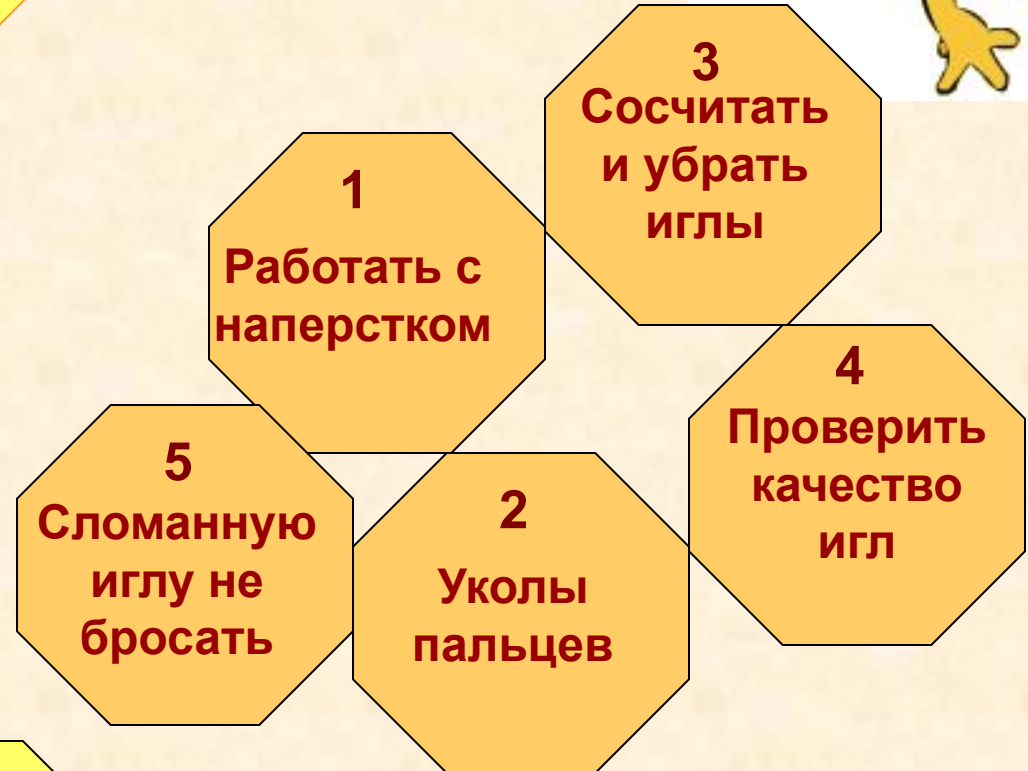 1
Работать с
наперстком
2
Уколы
пальцев
3
Сосчитать
и убрать
иглы
4
Проверить
качество
игл
5
Сломанную
иглу не
бросать